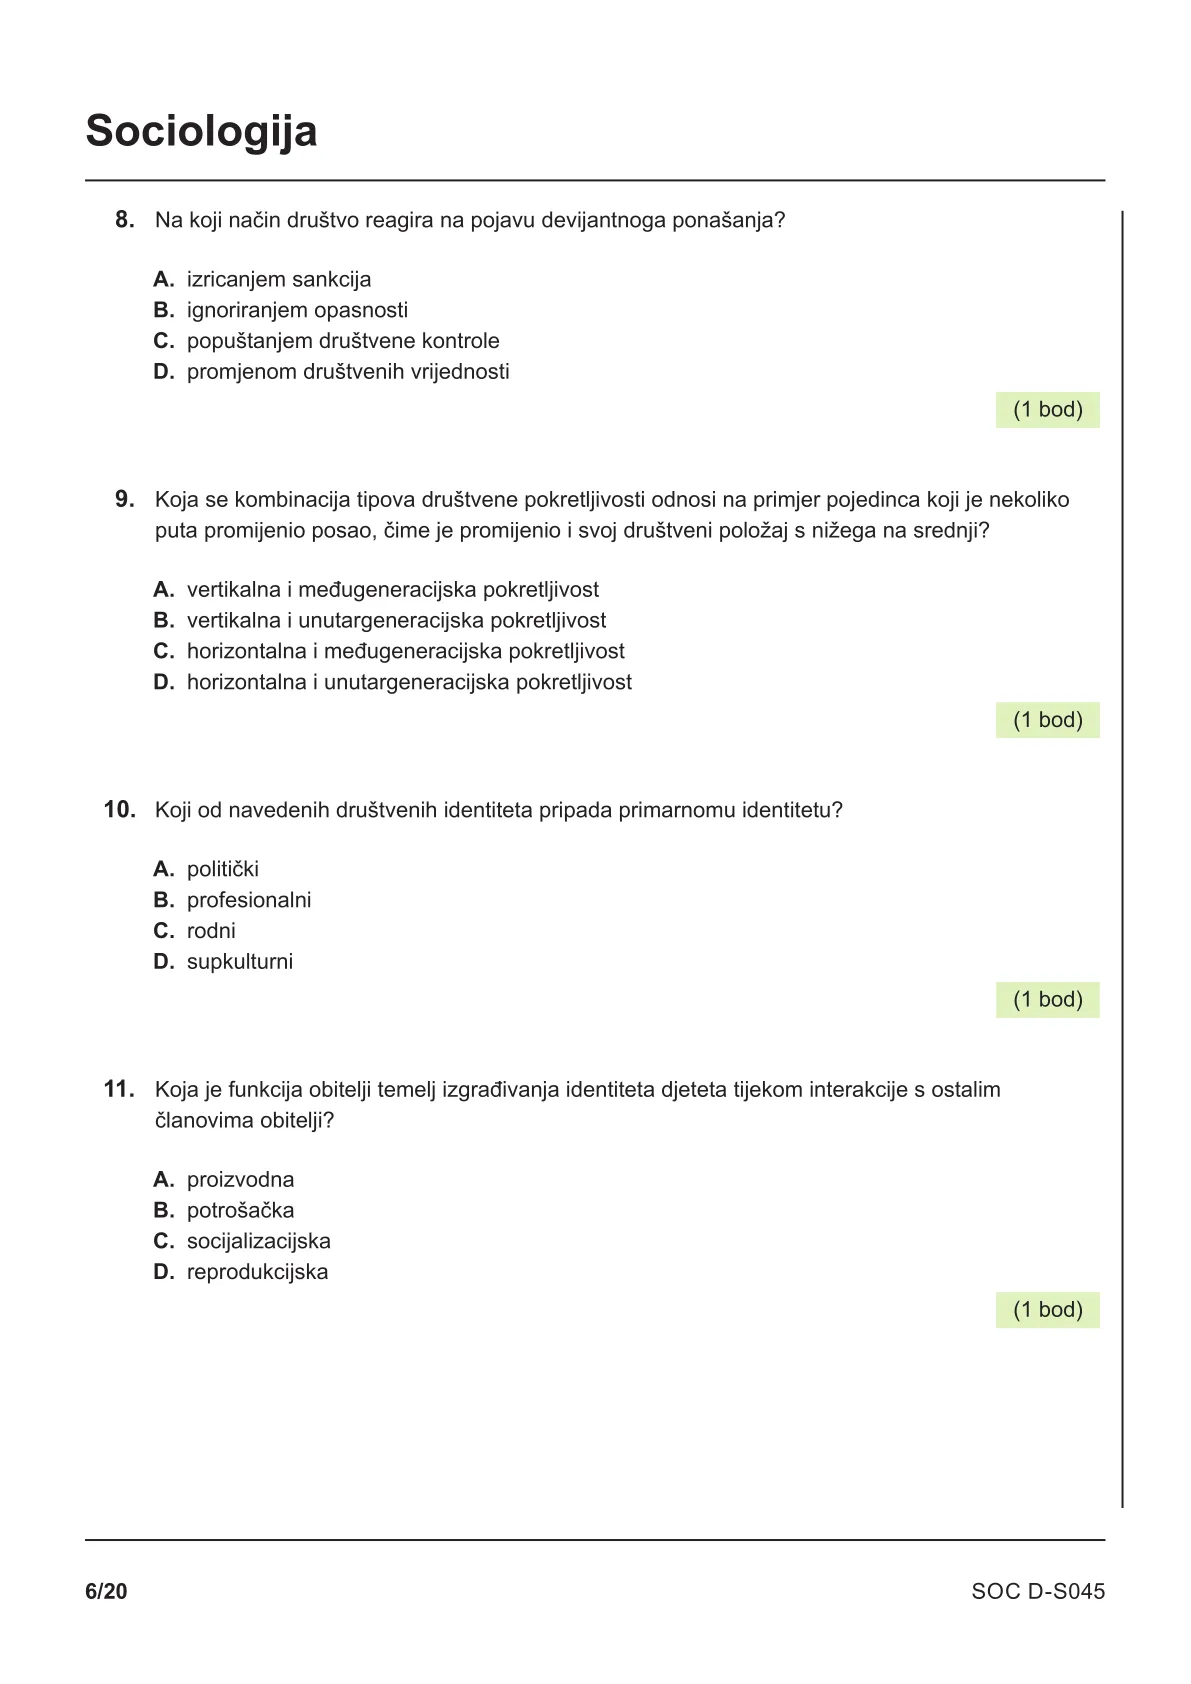 Sociologija
8. Na koji način društvo reagira na pojavu devijantnoga ponašanja?
A. izricanjem sankcija
B. ignoriranjem opasnosti
C. popuštanjem društvene kontrole
D. promjenom društvenih vrijednosti
(1 bod)
9. Koja se kombinacija tipova društvene pokretljivosti odnosi na primjer pojedinca koji je nekoliko
puta promijenio posao, čime je promijenio i svoj društveni položaj s nižega na srednji?
A. vertikalna i međugeneracijska pokretljivost
B. vertikalna i unutargeneracijska pokretljivost
C. horizontalna i međugeneracijska pokretljivost
D. horizontalna i unutargeneracijska pokretljivost
(1 bod)
10. Koji od navedenih društvenih identiteta pripada primarnomu identitetu?
A. politički
B. profesionalni
C. rodni
D. supkulturni
(1 bod)
11. Koja je funkcija obitelji temelj izgrađivanja identiteta djeteta tijekom interakcije s ostalim
članovima obitelji?
A. proizvodna
B. potrošačka
C. socijalizacijska
D. reprodukcijska
(1 bod)
6/20
SOC D-S045